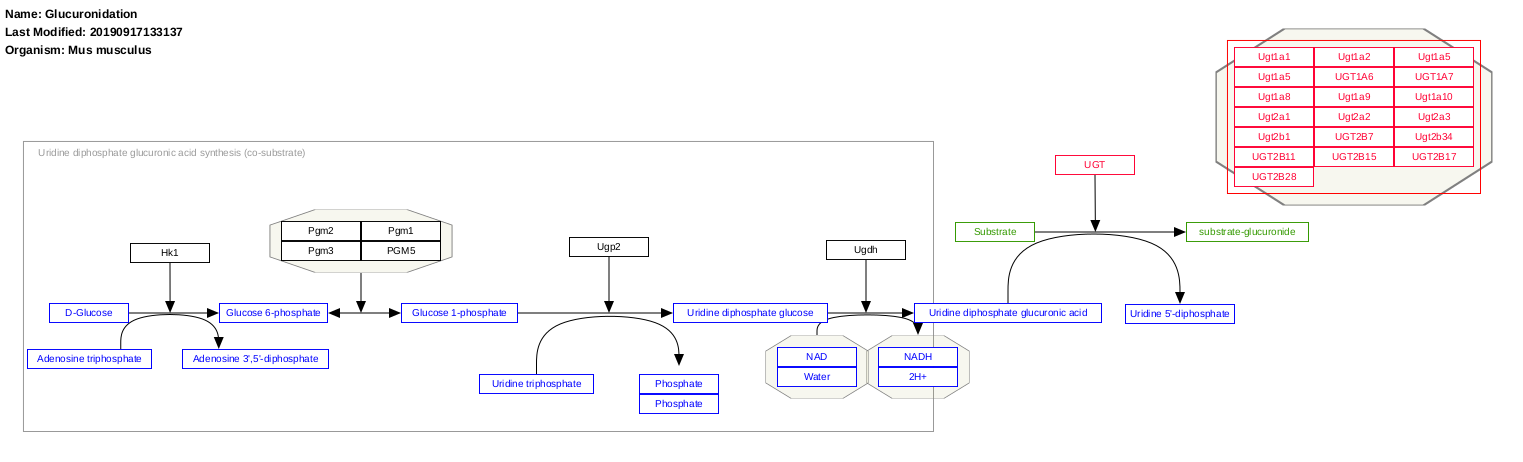 Name: Glucuronidation
Last Modified: 20190917133137
Organism: Mus musculus
Ugt1a1 Ugt1a2 Ugt1a5
Ugt1a5 UGT1A6 UGT1A7
Ugt1a8 Ugt1a9 Ugt1a10
Ugt2a1 Ugt2a2 Ugt2a3
Ugt2b1 UGT2B7 Ugt2b34
UGT2B11 UGT2B15 UGT2B17
UGT2B28
Uridine diphosphate glucuronic acid synthesis (co-substrate)
UGT
Substrate substrate-glucuronide
Pgm2 Pgm1
Pgm3 PGM5
Hk1
Ugp2
Ugdh
D-Glucose Glucose 6-phosphate Glucose 1-phosphate Uridine diphosphate glucose Uridine diphosphate glucuronic acid Uridine 5'-diphosphate
Adenosine triphosphate Adenosine 3',5'-diphosphate
NAD NADH
Water 2H+
Uridine triphosphate Phosphate
Phosphate